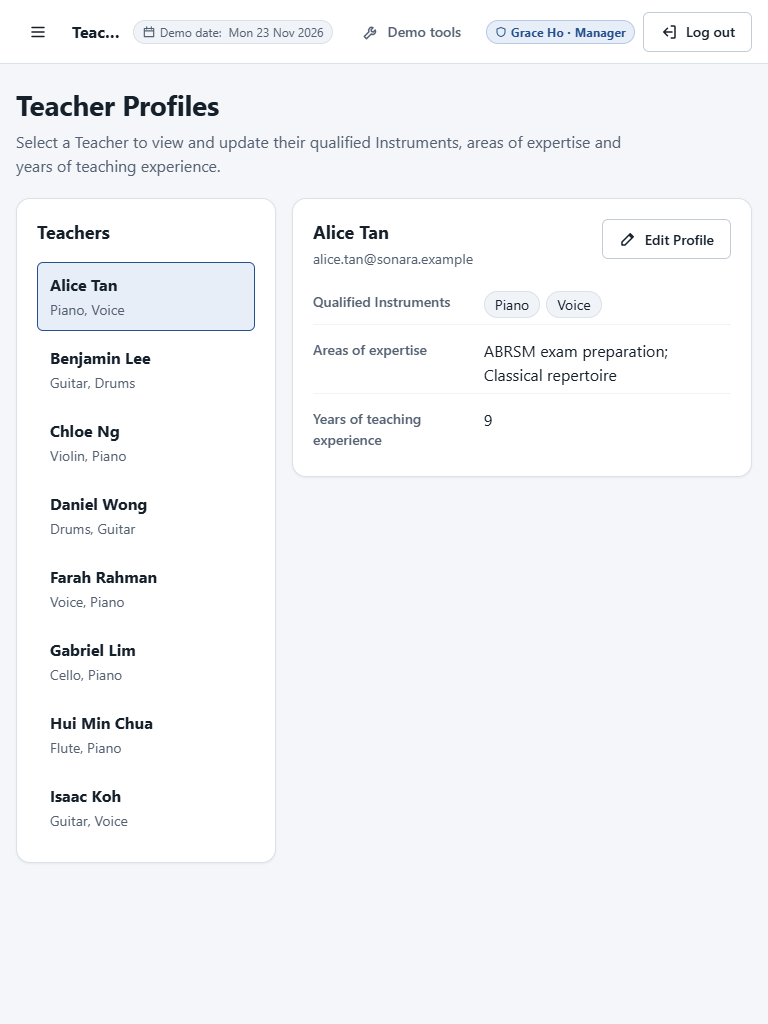 Teac...
Demo date: Mon 23 Nov 2026
Demo tools
Grace Ho · Manager
Log out
Teacher Profiles
Select a Teacher to view and update their qualified Instruments, areas of expertise and
years of teaching experience.
Teachers
Alice Tan
Piano, Voice
Benjamin Lee
Guitar, Drums
Chloe Ng
Violin, Piano
Daniel Wong
Drums, Guitar
Farah Rahman
Voice, Piano
Gabriel Lim
Cello, Piano
Hui Min Chua
Flute, Piano
Isaac Koh
Guitar, Voice
Alice Tan
alice.tan@sonara.example
Edit Profile
Qualified Instruments
Piano
Voice
Areas of expertise
ABRSM exam preparation;
Classical repertoire
Years of teaching
experience
9